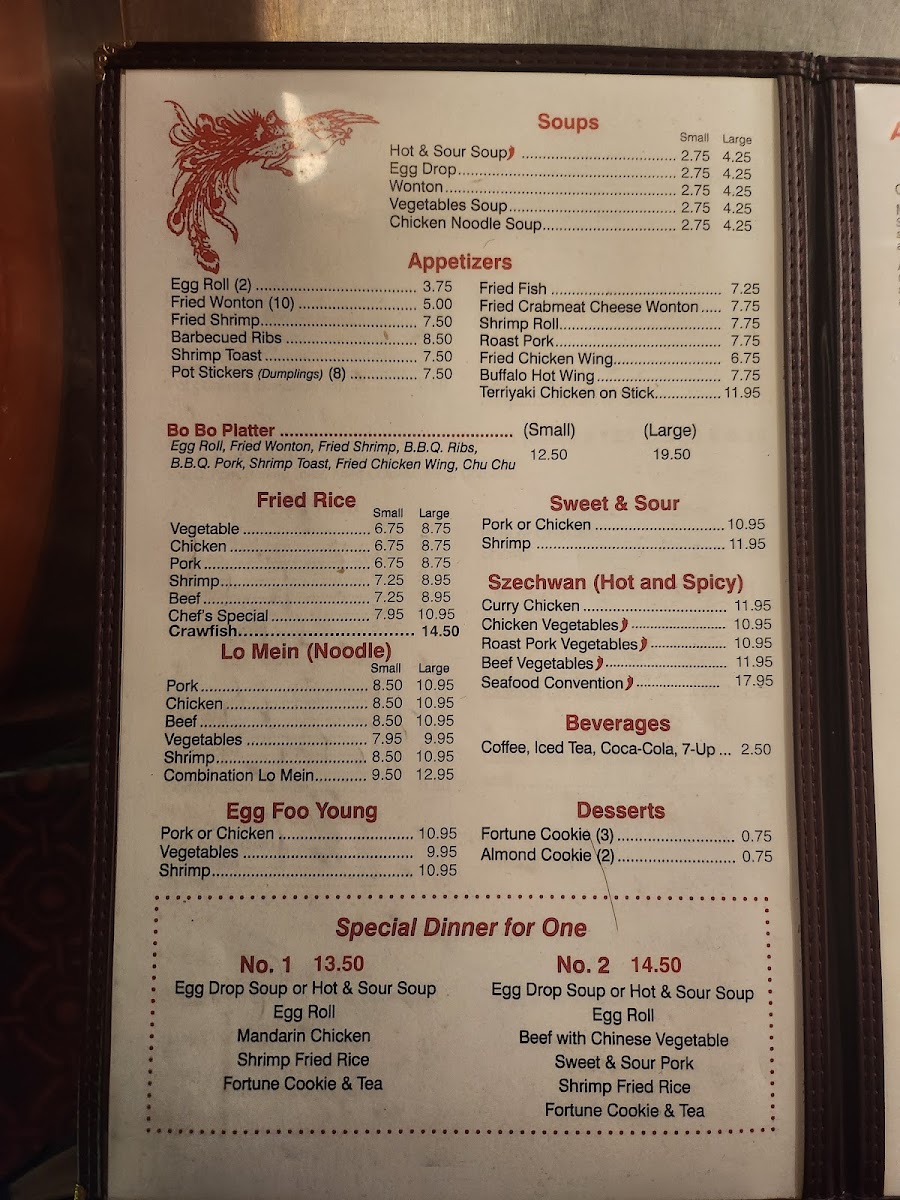 Soups
Small Large
Hot & Sour Soup ..................................... 2.75 4.25
Egg Drop..................................................... 2.75 4.25
Wonton........................................................ 2.75 4.25
Vegetables Soup......................................... 2.75 4.25
Chicken Noodle Soup................................ 2.75 4.25
Appetizers
Egg Roll (2) ....................................... 3.75
Fried Wonton (10) ............................ 5.00
Fried Shrimp..................................... 7.50
Barbecued Ribs ............................... 8.50
Shrimp Toast ................................... 7.50
Pot Stickers (Dumplings) (8) ................ 7.50
Fried Fish ......................................... 7.25
Fried Crabmeat Cheese Wonton ..... 7.75
Shrimp Roll....................................... 7.75
Roast Pork........................................ 7.75
Fried Chicken Wing.......................... 6.75
Buffalo Hot Wing .............................. 7.75
Terriyaki Chicken on Stick................ 11.95
Bo Bo Platter .......................................... (Small) (Large)
Egg Roll, Fried Wonton, Fried Shrimp, B.B.Q. Ribs,
B.B.Q. Pork, Shrimp Toast, Fried Chicken Wing, Chu Chu
12.50 19.50
Fried Rice
Small Large
Vegetable ............................... 6.75 8.75
Chicken .................................. 6.75 8.75
Pork ........................................ 6.75 8.75
Shrimp.................................... 7.25 8.95
Beef........................................ 7.25 8.95
Chef's Special ........................ 7.95 10.95
Crawfish.................................. 14.50
Lo Mein (Noodle)
Small Large
Pork ........................................ 8.50 10.95
Chicken .................................. 8.50 10.95
Beef ........................................ 8.50 10.95
Vegetables ............................. 7.95 9.95
Shrimp.................................... 8.50 10.95
Combination Lo Mein............ 9.50 12.95
Egg Foo Young
Pork or Chicken ................................ 10.95
Vegetables ........................................ 9.95
Shrimp................................................ 10.95
Sweet & Sour
Pork or Chicken ............................... 10.95
Shrimp ............................................. 11.95
Szechwan (Hot and Spicy)
Curry Chicken .................................. 11.95
Chicken Vegetables ....................... 10.95
Roast Pork Vegetables .................. 10.95
Beef Vegetables ............................. 11.95
Seafood Convention .................... 17.95
Beverages
Coffee, Iced Tea, Coca-Cola, 7-Up ... 2.50
Desserts
Fortune Cookie (3) ............................ 0.75
Almond Cookie (2) ............................ 0.75
Special Dinner for One
No. 1 13.50
Egg Drop Soup or Hot & Sour Soup
Egg Roll
Mandarin Chicken
Shrimp Fried Rice
Fortune Cookie & Tea
No. 2 14.50
Egg Drop Soup or Hot & Sour Soup
Egg Roll
Beef with Chinese Vegetable
Sweet & Sour Pork
Shrimp Fried Rice
Fortune Cookie & Tea